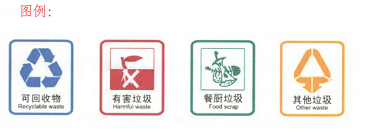 图例:
可回收物
Recyclable waste
有害垃圾
Harmful waste
餐厨垃圾
Food scrap
其他垃圾
Other waste